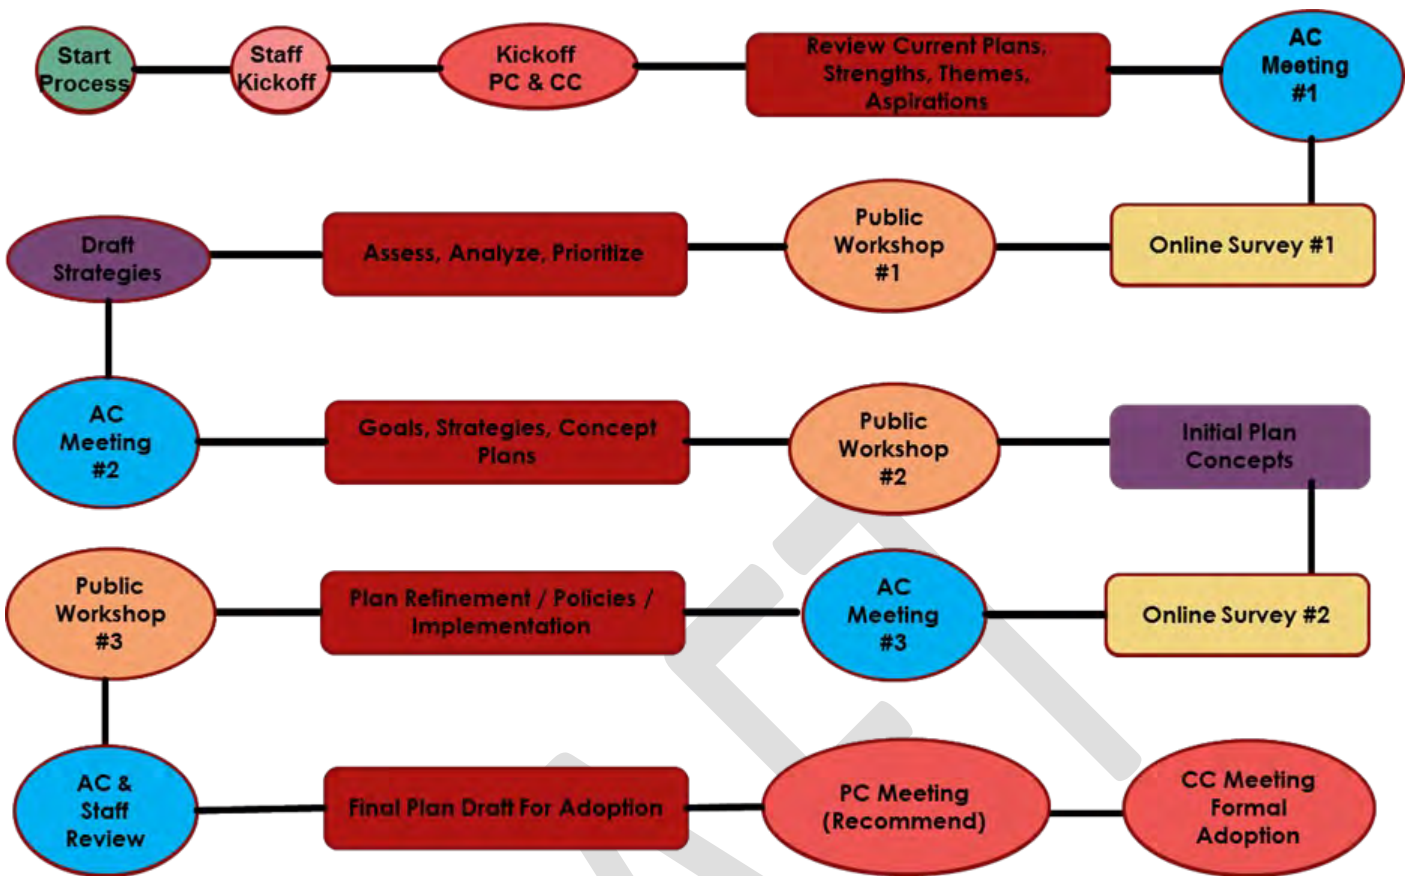 Start
Process
Staff
Kickoff
Kickoff
PC & CC
Review Current Plans,
Strengths, Themes,
Aspirations
AC
Meeting
#1
Draft
Strategies
Assess, Analyze, Prioritize
Public
Workshop
#1
Online Survey #1
AC
Meeting
#2
Goals, Strategies, Concept
Plans
Public
Workshop
#2
Initial Plan
Concepts
Public
Workshop
#3
Plan Refinement / Policies /
Implementation
AC
Meeting
#3
Online Survey #2
AC &
Staff
Review
Final Plan Draft For Adoption
PC Meeting
(Recommend)
CC Meeting
Formal
Adoption